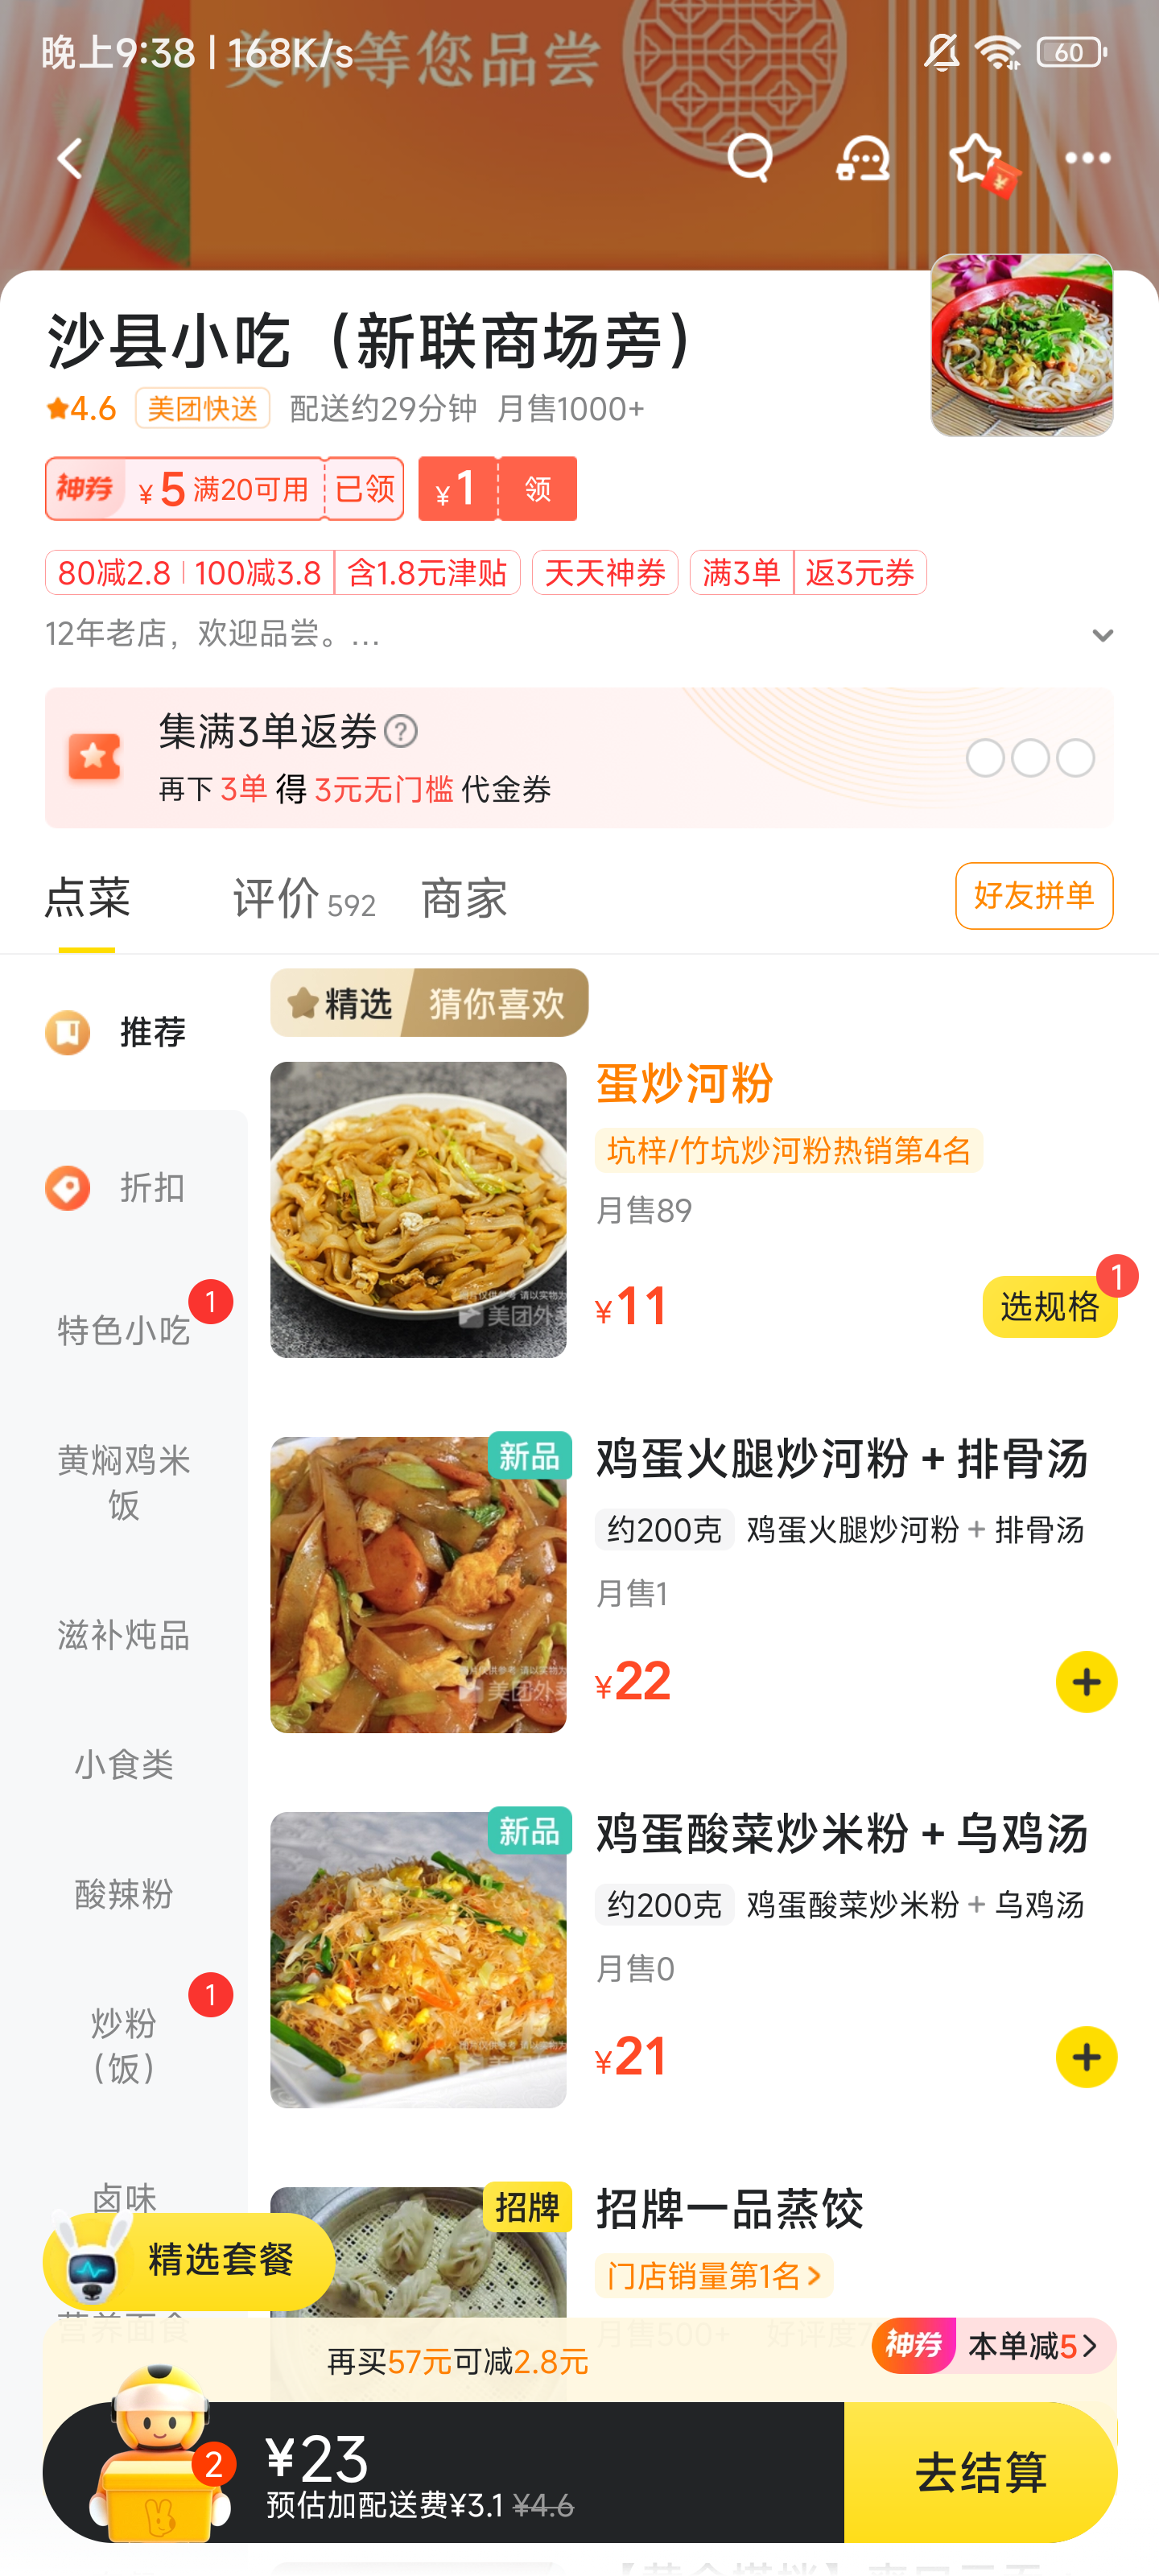 美味等您品尝
晚上9:38 | 168K/s
60
沙县小吃（新联商场旁）
4.6 美团快送 配送约29分钟 月售1000+
神券 ¥5 满20可用 已领 ¥1 领
80减2.8 100减3.8 含1.8元津贴 天天神券 满3单 返3元券
12年老店，欢迎品尝。...
集满3单返券?
再下3单得3元无门槛代金券
点菜 评价592 商家 好友拼单
推荐
折扣
特色小吃 1
黄焖鸡米
饭
滋补炖品
小食类
酸辣粉
炒粉 1
（饭）
卤味
营养面食
精选 猜你喜欢
蛋炒河粉
坑梓/竹坑炒河粉热销第4名
月售89
¥11 选规格 1
美团外卖
新品 鸡蛋火腿炒河粉+排骨汤
约200克 鸡蛋火腿炒河粉+排骨汤
月售1
¥22
美团外卖
新品 鸡蛋酸菜炒米粉+乌鸡汤
约200克 鸡蛋酸菜炒米粉+乌鸡汤
月售0
¥21
招牌 招牌一品蒸饺
门店销量第1名
月售500+
精选套餐
再买57元可减2.8元
神券 本单减5
2 ¥23
预估加配送费¥3.1 ¥4.6
去结算